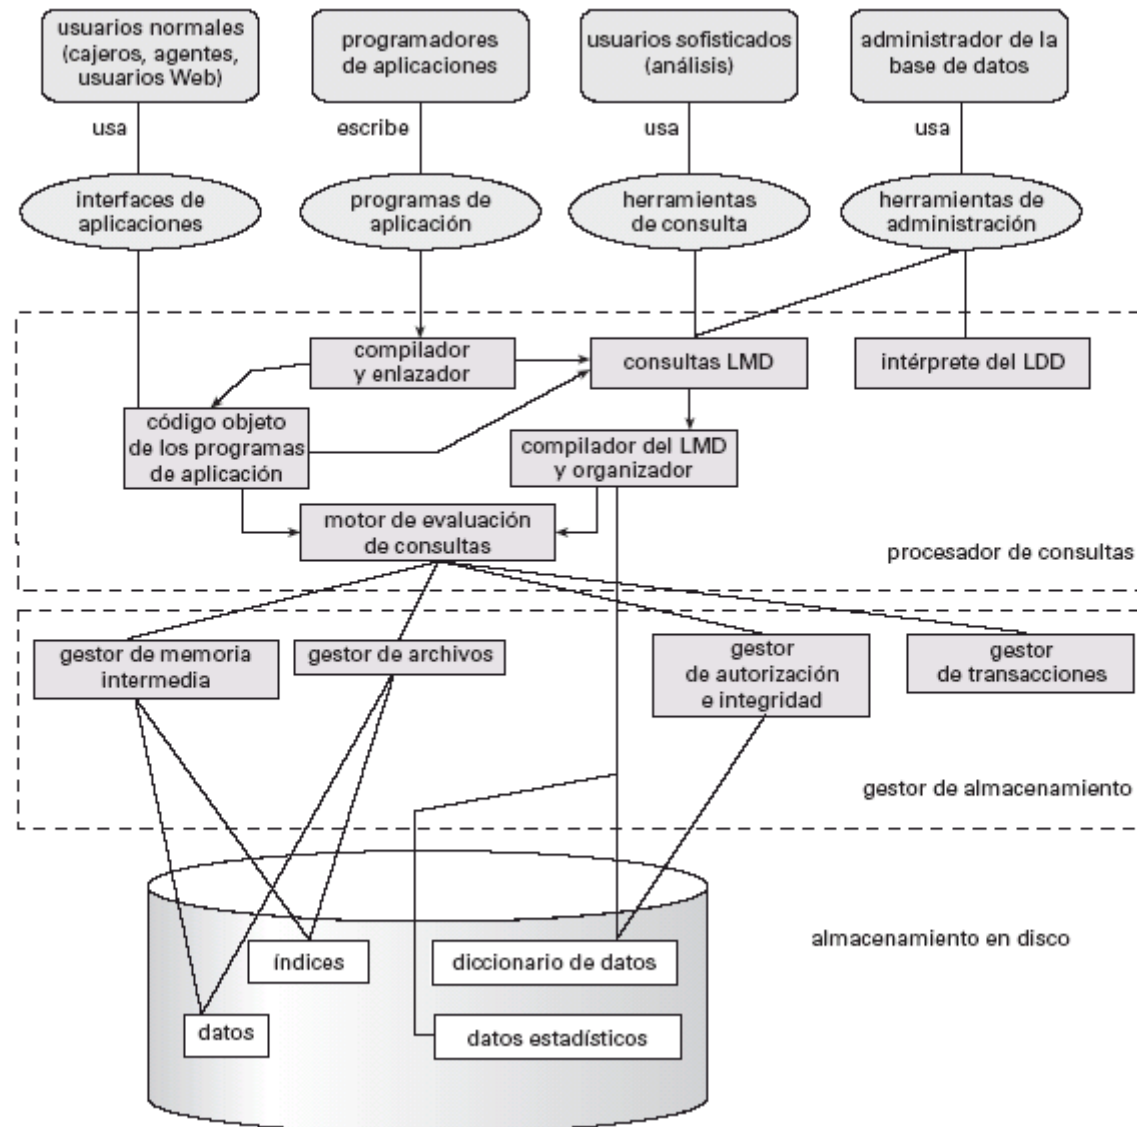 usuarios normales
(cajeros, agentes,
usuarios Web)
programadores
de aplicaciones
usuarios sofisticados
(análisis)
administrador de la
base de datos
usa
escribe
usa
usa
interfaces de
aplicaciones
programas de
aplicación
herramientas
de consulta
herramientas de
administración
compilador
y enlazador
consultas LMD
intérprete del LDD
código objeto
de los programas
de aplicación
compilador del LMD
y organizador
motor de evaluación
de consultas
procesador de consultas
gestor de memoria
intermedia
gestor de archivos
gestor
de autorización
e integridad
gestor
de transacciones
gestor de almacenamiento
índices
diccionario de datos
almacenamiento en disco
datos
datos estadísticos